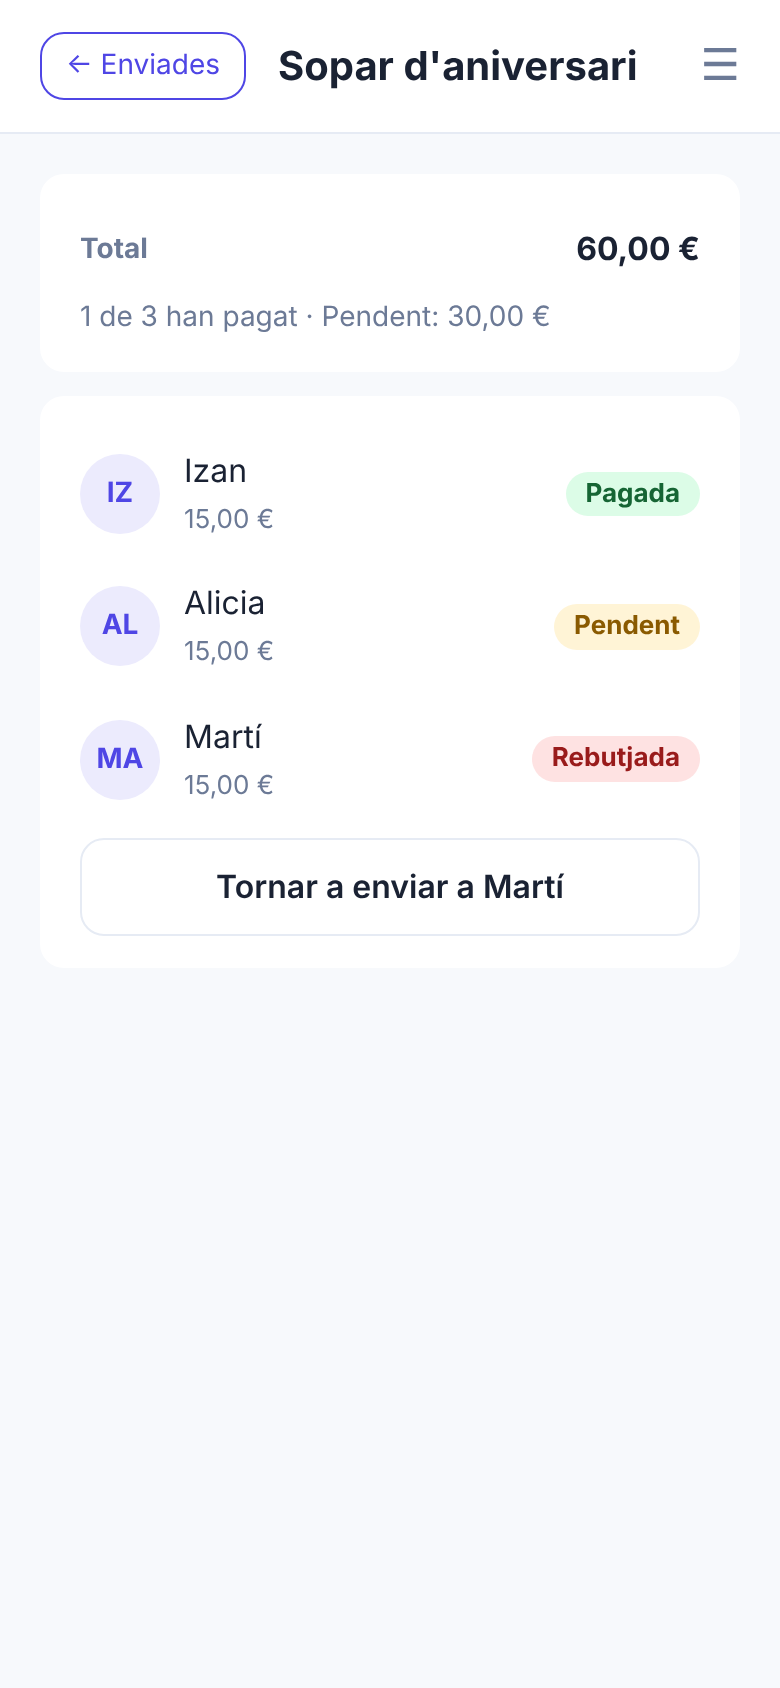 ← Enviades
Sopar d'aniversari
Total
60,00 €
1 de 3 han pagat · Pendent: 30,00 €
IZ
Izan
15,00 €
Pagada
AL
Alicia
15,00 €
Pendent
MA
Martí
15,00 €
Rebutjada
Tornar a enviar a Martí